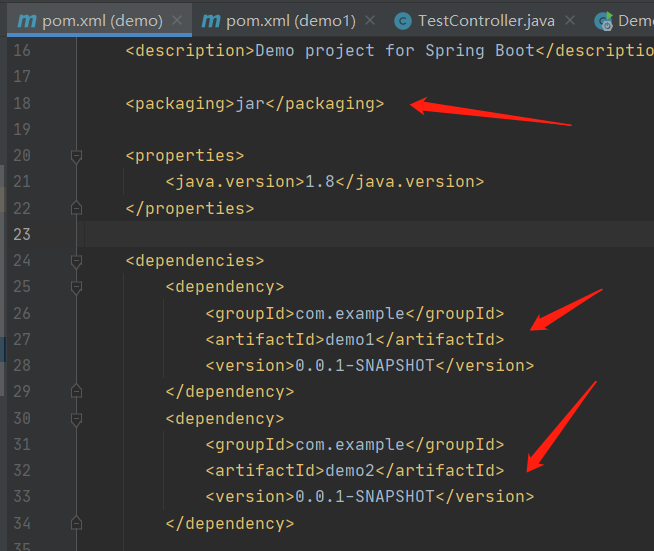 pom.xml (demo) pom.xml (demo1) TestController.java Demo
16 <description>Demo project for Spring Boot</descriptio
17
18 <packaging>jar</packaging>
19
20 <properties>
21 <java.version>1.8</java.version>
22 </properties>
23
24 <dependencies>
25 <dependency>
26 <groupId>com.example</groupId>
27 <artifactId>demo1</artifactId>
28 <version>0.0.1-SNAPSHOT</version>
29 </dependency>
30 <dependency>
31 <groupId>com.example</groupId>
32 <artifactId>demo2</artifactId>
33 <version>0.0.1-SNAPSHOT</version>
34 </dependency>
35